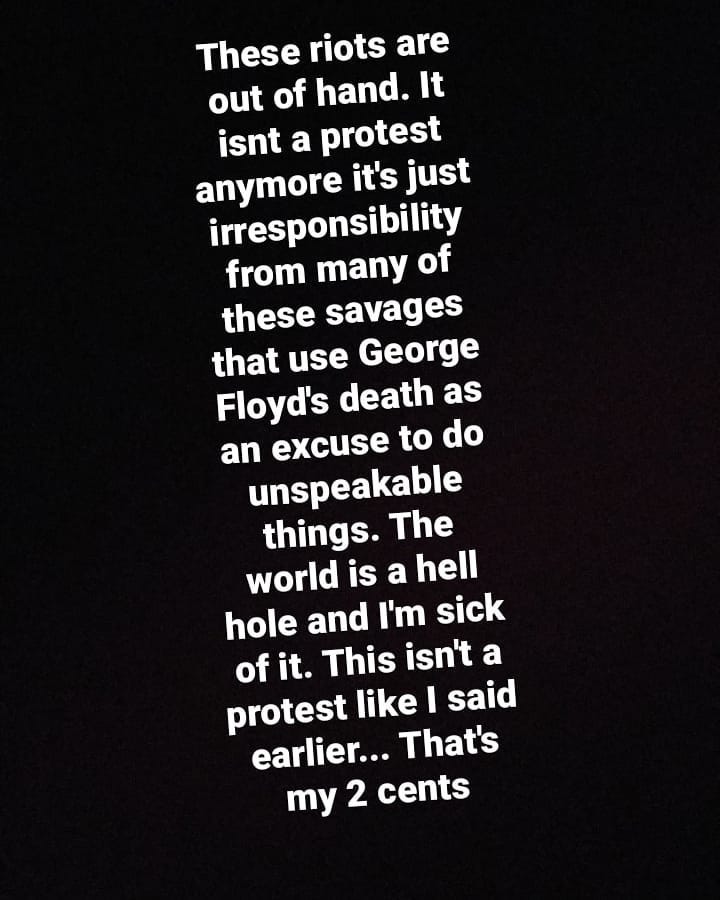 These riots are
out of hand. It
isnt a protest
anymore it's just
irresponsibility
from many of
these savages
that use George
Floyd's death as
an excuse to do
unspeakable
things. The
world is a hell
hole and I'm sick
of it. This isn't a
protest like I said
earlier... That's
my 2 cents